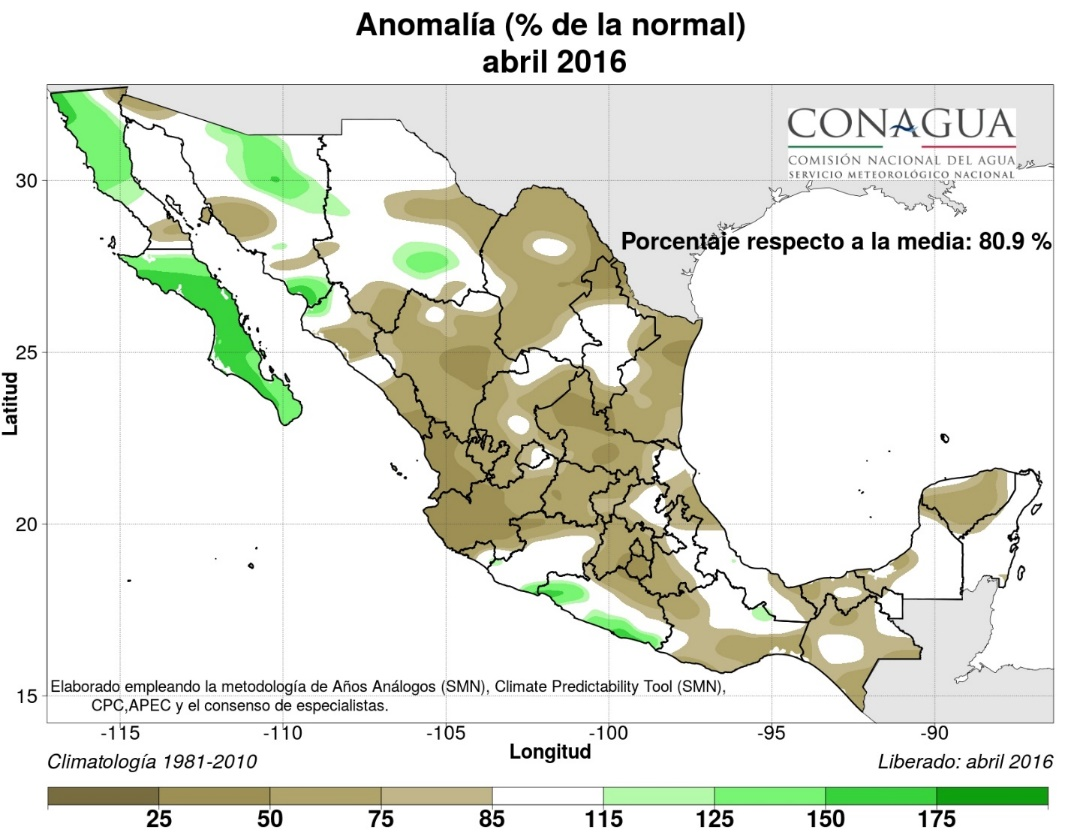 Anomalía (% de la normal)
abril 2016
CONAGUA
COMISIÓN NACIONAL DEL AGUA
SERVICIO METEOROLÓGICO NACIONAL
Porcentaje respecto a la media: 80.9 %
30
25
20
15
Latitud
Elaborado empleando la metodología de Años Análogos (SMN), Climate Predictability Tool (SMN),
CPC,APEC y el consenso de especialistas.
-115 -110 -105 -100 -95 -90
Longitud
Climatología 1981-2010
Liberado: abril 2016
25 50 75 85 115 125 150 175